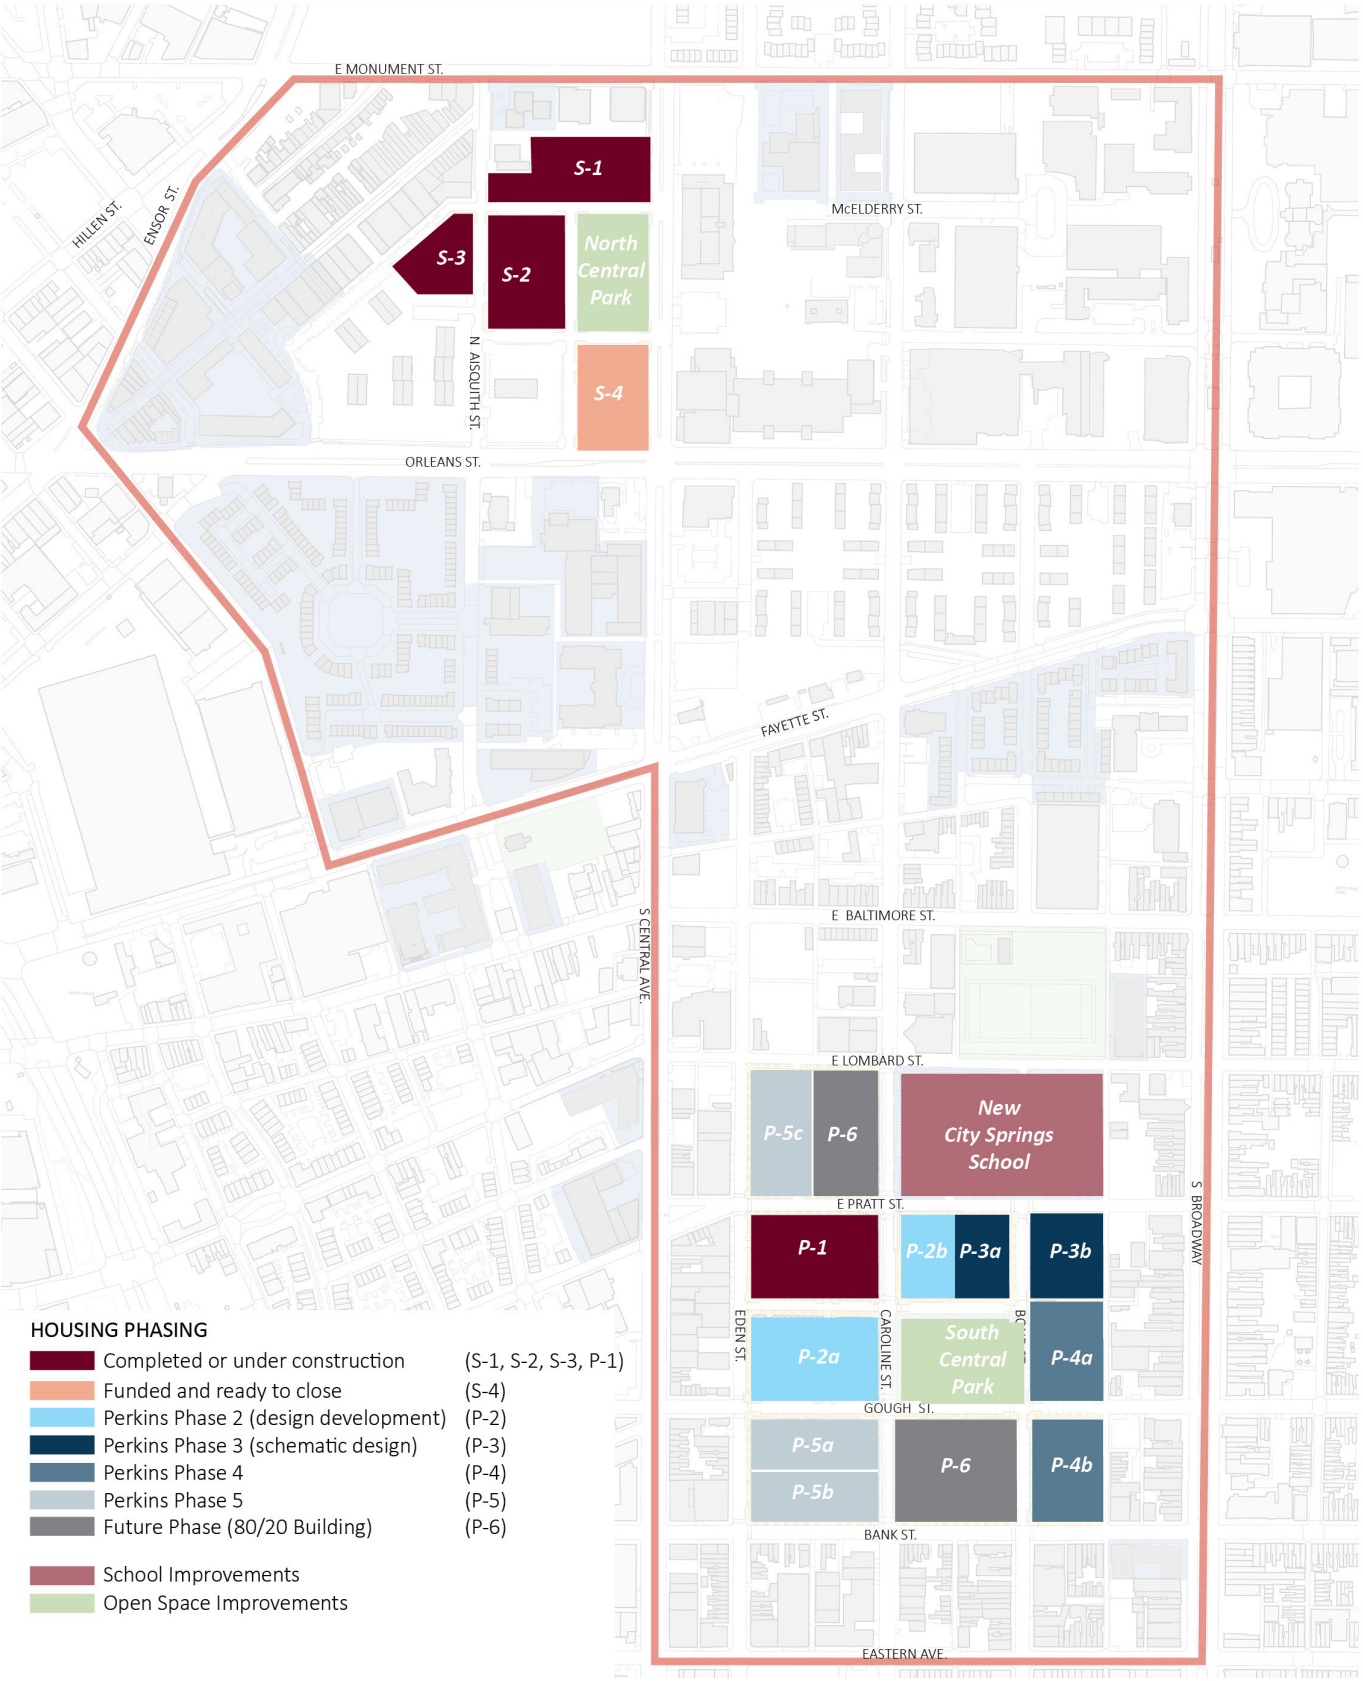 E MONUMENT ST.
HILLEN ST.
ENSOR ST.
S-1
McELDERRY ST.
S-3
S-2
North
Central
Park
N AISQUITH ST.
S-4
ORLEANS ST.
FAYETTE ST.
E BALTIMORE ST.
S CENTRAL AVE.
E LOMBARD ST.
P-5c
P-6
New
City Springs
School
E PRATT ST.
S BROADWAY
P-1
P-2b
P-3a
P-3b
EDEN ST.
CAROLINE ST.
P-2a
South
Central
Park
P-4a
GOUGH ST.
P-5a
P-5b
P-6
P-4b
BANK ST.
EASTERN AVE.
HOUSING PHASING
Completed or under construction (S-1, S-2, S-3, P-1)
Funded and ready to close (S-4)
Perkins Phase 2 (design development) (P-2)
Perkins Phase 3 (schematic design) (P-3)
Perkins Phase 4 (P-4)
Perkins Phase 5 (P-5)
Future Phase (80/20 Building) (P-6)
School Improvements
Open Space Improvements